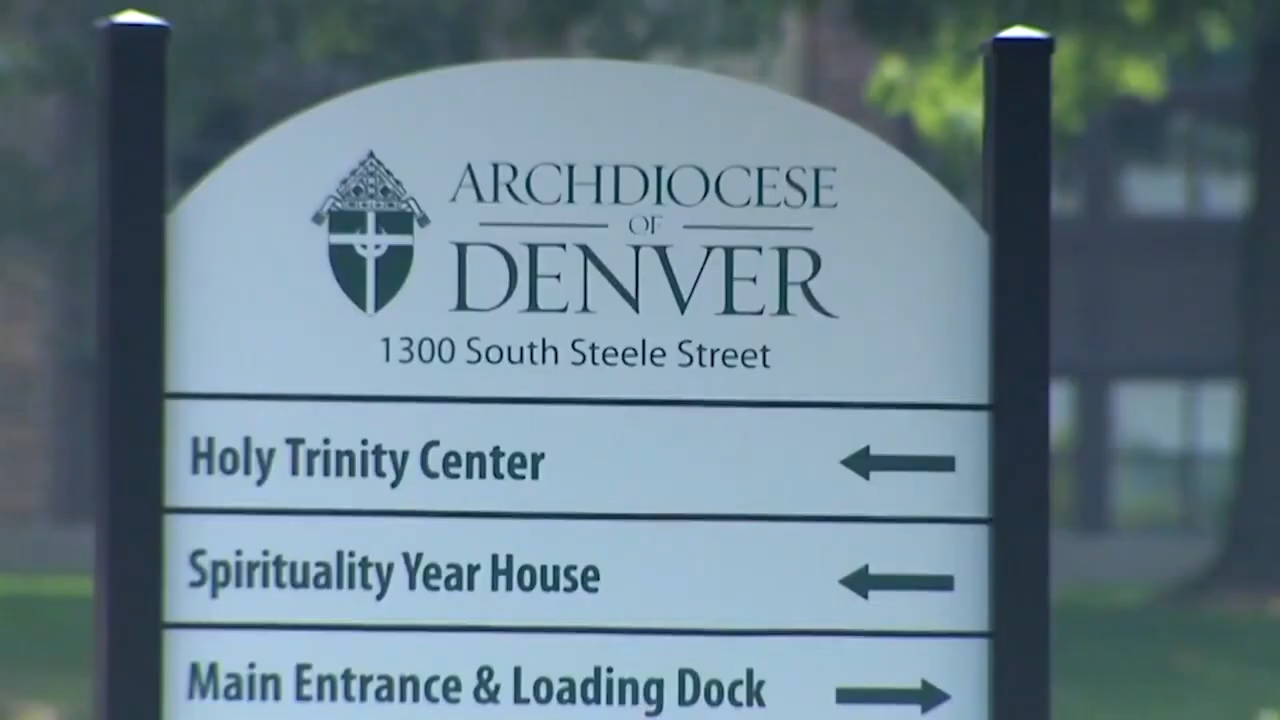 ARCHDIOCESE
OF
DENVER
1300 South Steele Street
Holy Trinity Center
Spirituality Year House
Main Entrance & Loading Dock